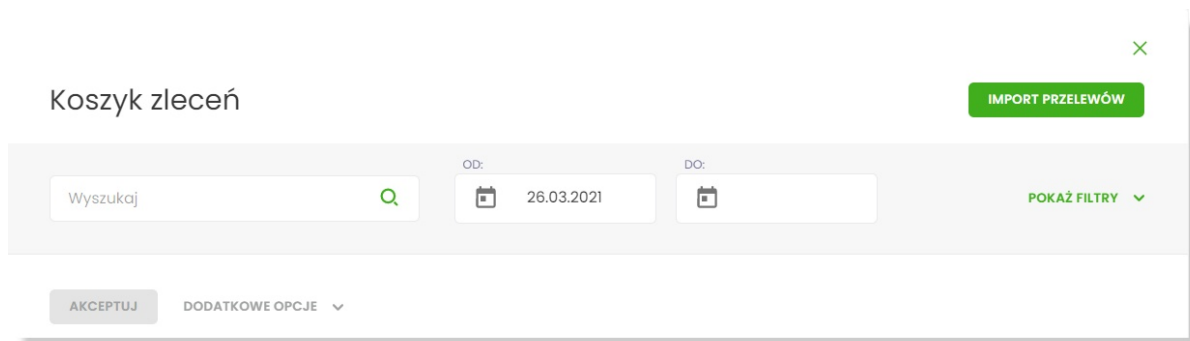 Koszyk zleceń
IMPORT PRZELEWÓW
OD:
DO:
Wyszukaj
26.03.2021
POKAŻ FILTRY
AKCEPTUJ
DODATKOWE OPCJE